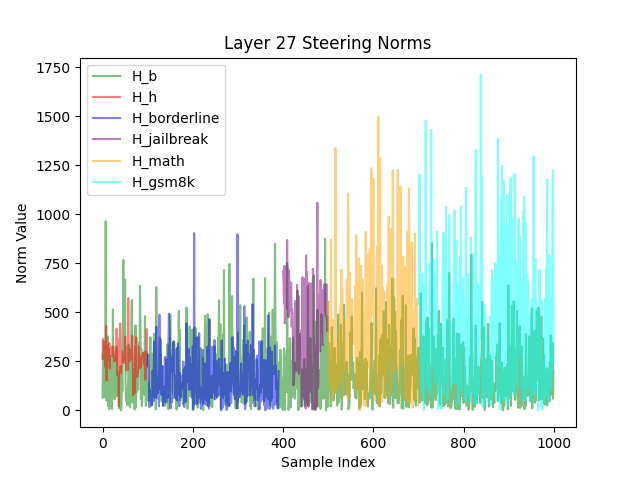 Layer 27 Steering Norms
H_b
H_h
H_borderline
H_jailbreak
H_math
H_gsm8k
Norm Value
1750
1500
1250
1000
750
500
250
0
0 200 400 600 800 1000
Sample Index